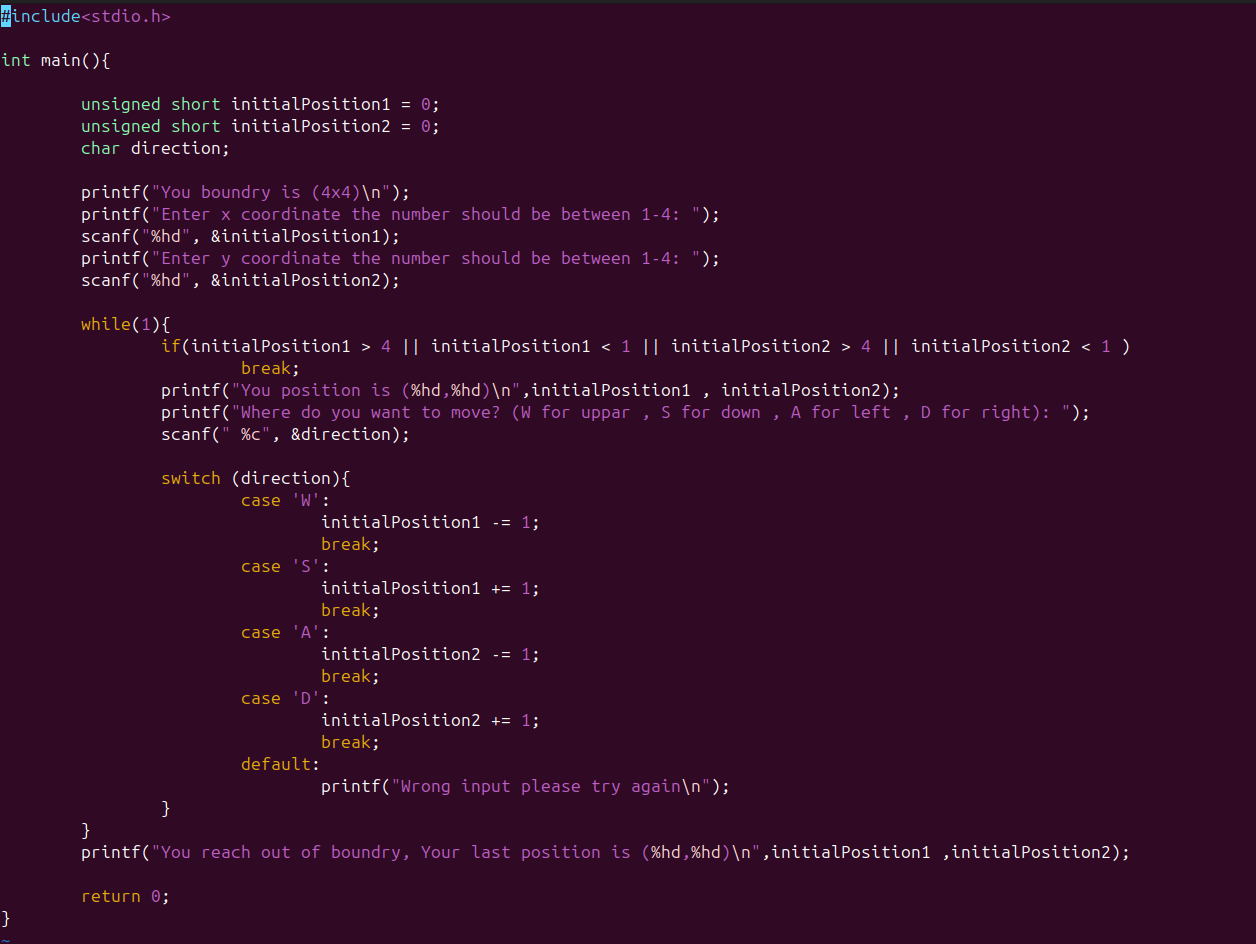 #include<stdio.h>
int main(){
unsigned short initialPosition1 = 0;
unsigned short initialPosition2 = 0;
char direction;
printf("You boundry is (4x4)\n");
printf("Enter x coordinate the number should be between 1-4: ");
scanf("%hd", &initialPosition1);
printf("Enter y coordinate the number should be between 1-4: ");
scanf("%hd", &initialPosition2);
while(1){
if(initialPosition1 > 4 || initialPosition1 < 1 || initialPosition2 > 4 || initialPosition2 < 1 )
break;
printf("You position is (%hd,%hd)\n",initialPosition1 , initialPosition2);
printf("Where do you want to move? (W for uppar , S for down , A for left , D for right): ");
scanf(" %c", &direction);
switch (direction){
case 'W':
initialPosition1 -= 1;
break;
case 'S':
initialPosition1 += 1;
break;
case 'A':
initialPosition2 -= 1;
break;
case 'D':
initialPosition2 += 1;
break;
default:
printf("Wrong input please try again\n");
}
}
printf("You reach out of boundry, Your last position is (%hd,%hd)\n",initialPosition1 ,initialPosition2);
return 0;
}
~